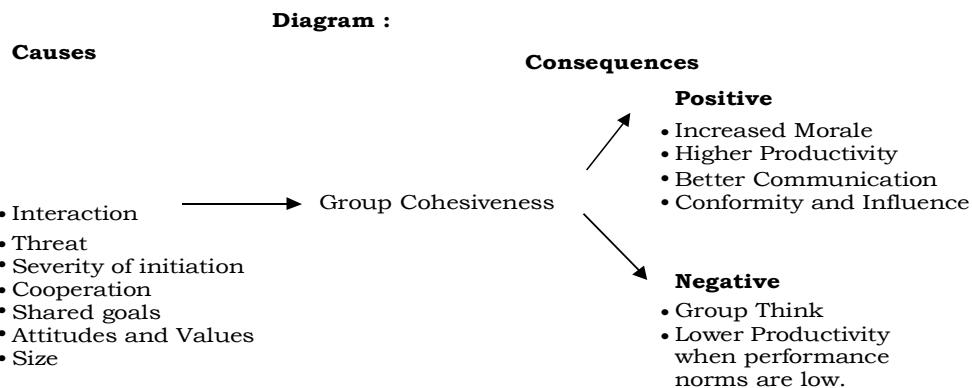 Diagram :
Causes
• Interaction
• Threat
• Severity of initiation
• Cooperation
• Shared goals
• Attitudes and Values
• Size
Group Cohesiveness
Consequences
Positive
• Increased Morale
• Higher Productivity
• Better Communication
• Conformity and Influence
Negative
• Group Think
• Lower Productivity
when performance
norms are low.